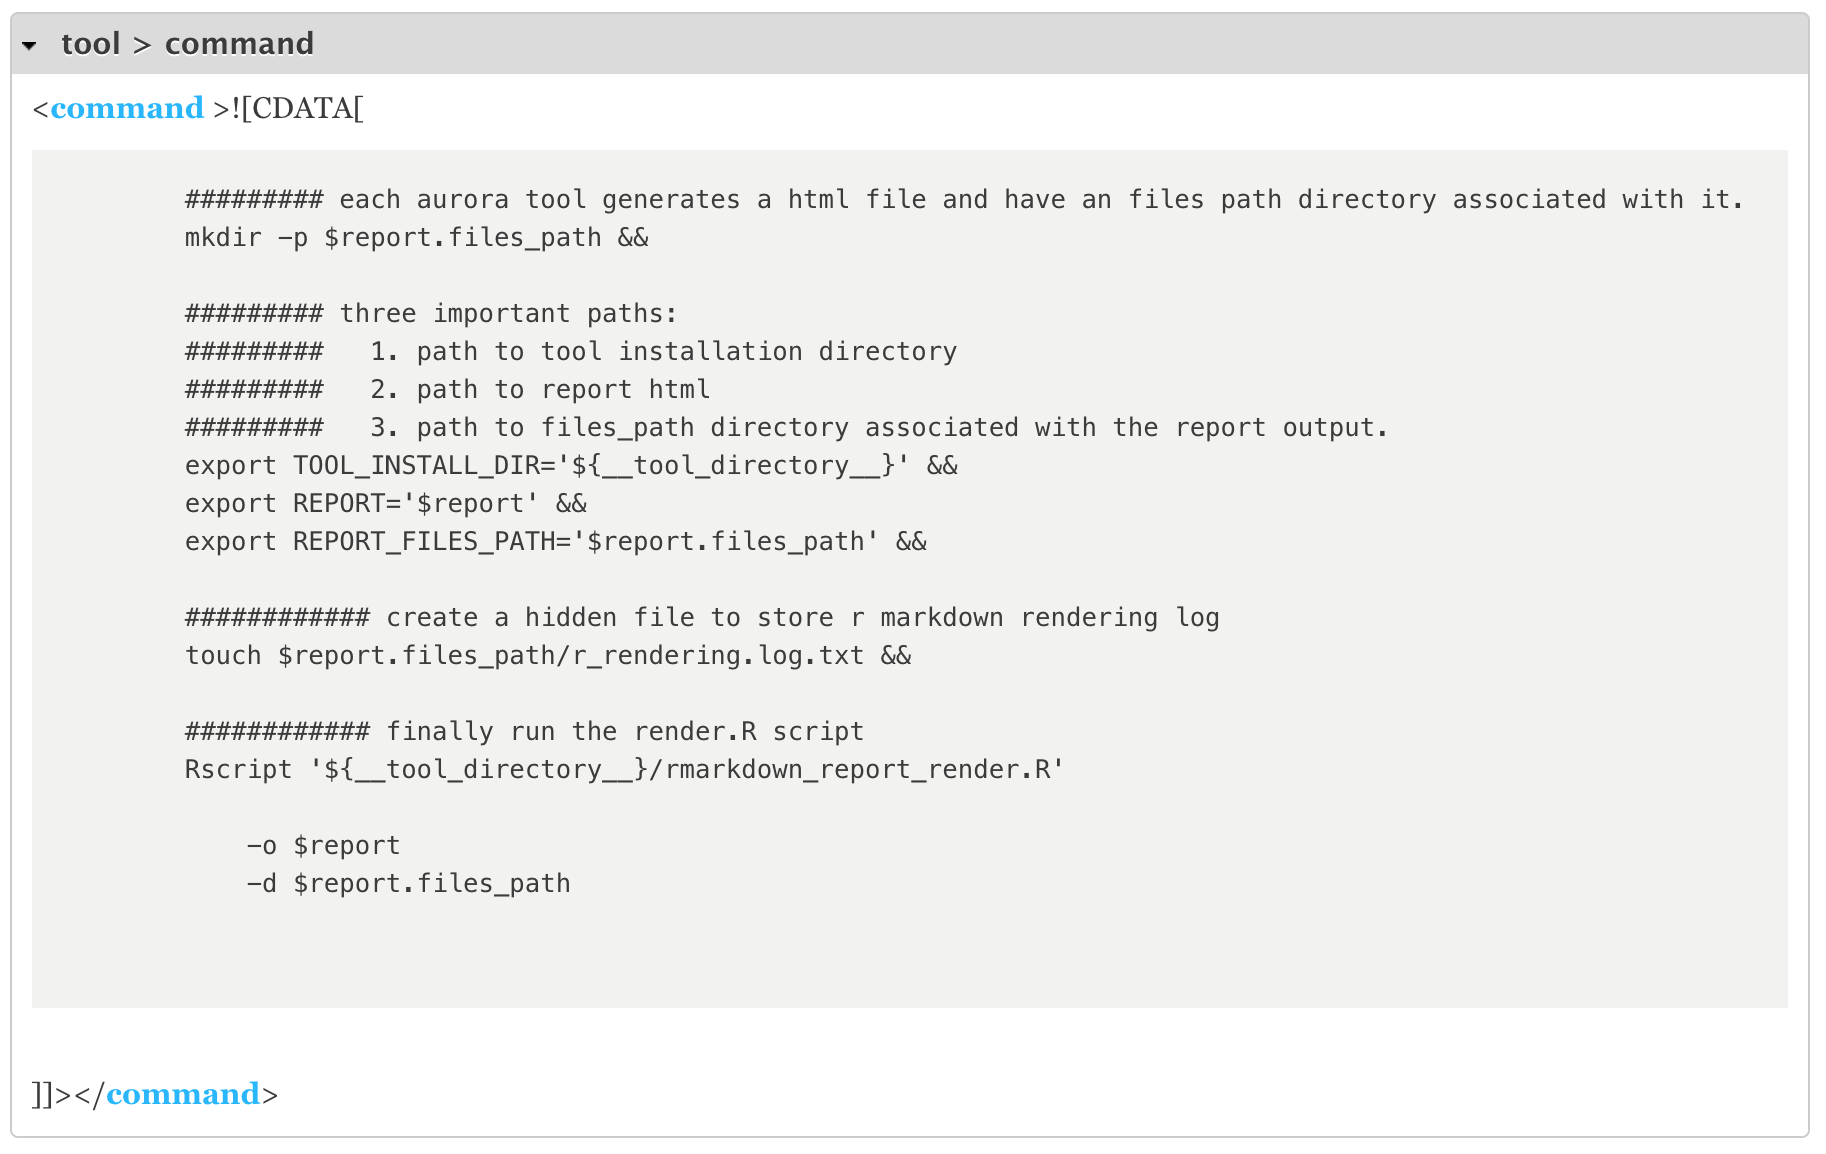 tool > command
<command >![CDATA[
######### each aurora tool generates a html file and have an files path directory associated with it.
mkdir -p $report.files_path &&
######### three important paths:
#########   1. path to tool installation directory
#########   2. path to report html
#########   3. path to files_path directory associated with the report output.
export TOOL_INSTALL_DIR='${__tool_directory__}' &&
export REPORT='$report' &&
export REPORT_FILES_PATH='$report.files_path' &&
############ create a hidden file to store r markdown rendering log
touch $report.files_path/r_rendering.log.txt &&
############ finally run the render.R script
Rscript '${__tool_directory__}/rmarkdown_report_render.R'
-o $report
-d $report.files_path
]]></command>